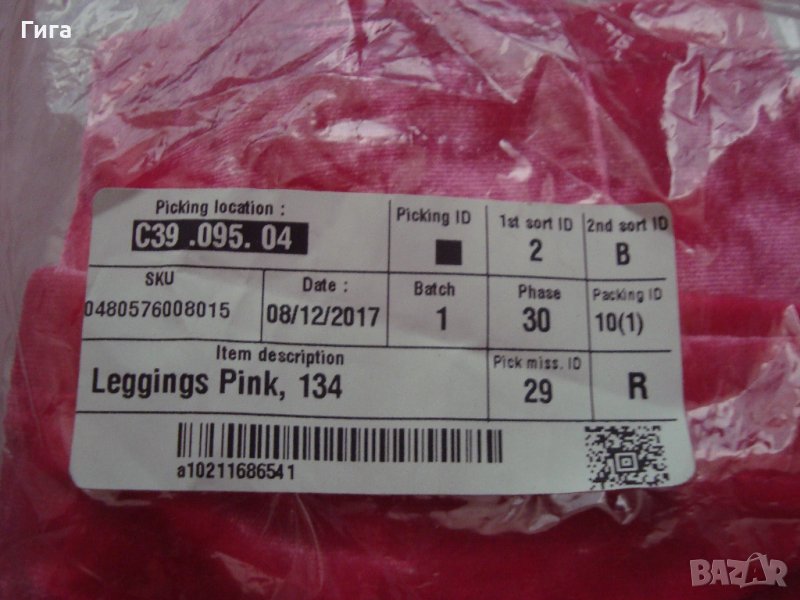 Гига
Picking location :
C39 .095. 04
Picking ID
1st sort ID
2
2nd sort ID
B
SKU
0480576008015
Date :
08/12/2017
Batch
1
Phase
30
Packing ID
10(1)
Item description
Leggings Pink, 134
Pick miss. ID
29
R
a10211686541
BAZAR